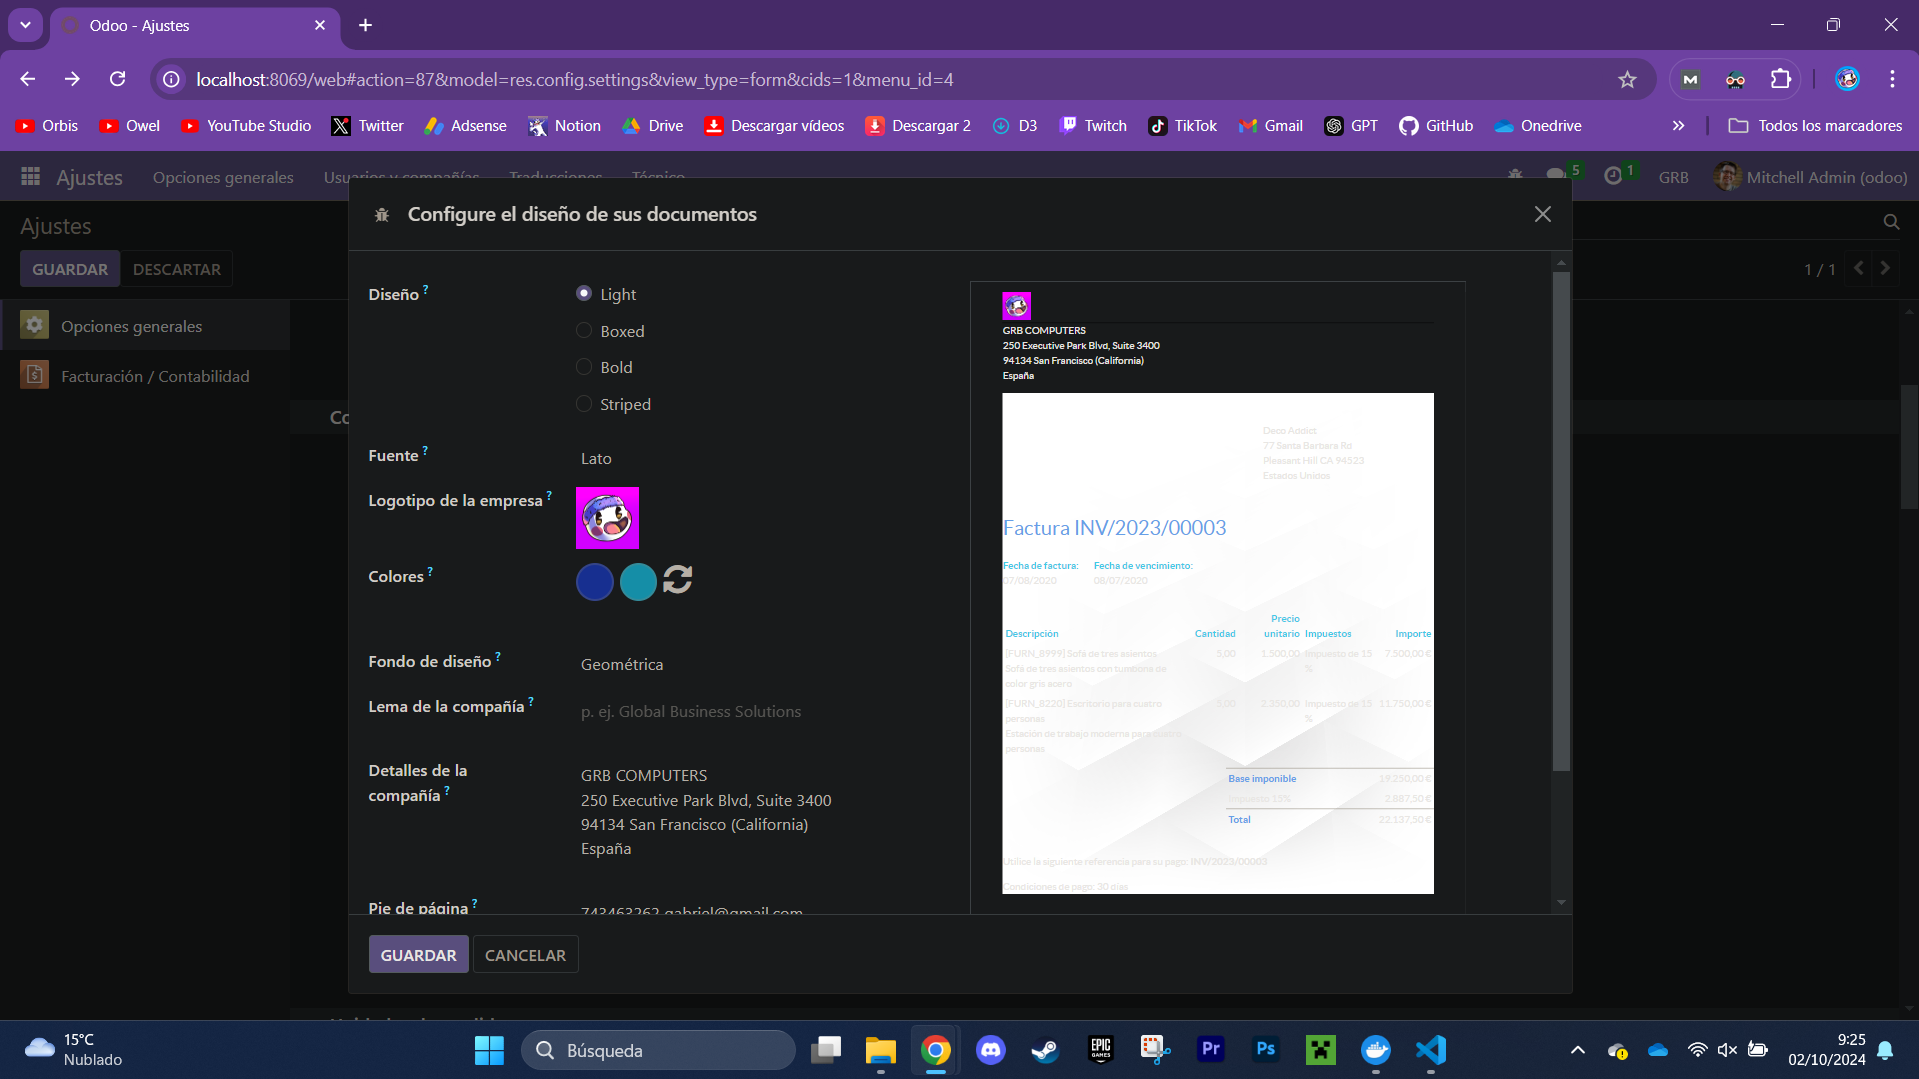 Odoo - Ajustes
localhost:8069/web#action=87&model=res.config.settings&view_type=form&cids=1&menu_id=4
Orbis Owel YouTube Studio Twitter Adsense Notion Drive Descargar vídeos Descargar 2 D3 Twitch TikTok Gmail GPT GitHub Onedrive » Todos los marcadores
Ajustes Opciones generales Usuarios y compañías Traducciones Técnico 5 1 GRB Mitchell Admin (odoo)
Ajustes
GUARDAR DESCARTAR
1 / 1
Opciones generales
Facturación / Contabilidad
Co
Configure el diseño de sus documentos
Diseño ?
Light
Boxed
Bold
Striped
Fuente ?
Lato
Logotipo de la empresa ?
Colores ?
Fondo de diseño ?
Geométrica
Lema de la compañía ?
p. ej. Global Business Solutions
Detalles de la
compañía ?
GRB COMPUTERS
250 Executive Park Blvd, Suite 3400
94134 San Francisco (California)
España
Pie de página ?
743463262 gabriel@gmail.com
GUARDAR CANCELAR
GRB COMPUTERS
250 Executive Park Blvd, Suite 3400
94134 San Francisco (California)
España
Deco Addict
77 Santa Barbara Rd
Pleasant Hill CA 94523
Estados Unidos
Factura INV/2023/00003
Fecha de factura: Fecha de vencimiento:
07/08/2020 08/07/2020
Precio
Descripción Cantidad unitario Impuestos Importe
[FURN_8999] Sofá de tres asientos 5,00 1.500,00 Impuesto de 15 7.500,00 €
Sofá de tres asientos con tumbona de %
color gris acero
[FURN_8220] Escritorio para cuatro 5,00 2.350,00 Impuesto de 15 11.750,00 €
personas %
Estación de trabajo moderna para cuatro
personas
Base imponible 19.250,00 €
Impuesto 15% 2.887,50 €
Total 22.137,50 €
Utilice la siguiente referencia para su pago: INV/2023/00003
Condiciones de pago: 30 días
15°C
Nublado
Búsqueda
EPIC GAMES
Pr
Ps
9:25
02/10/2024